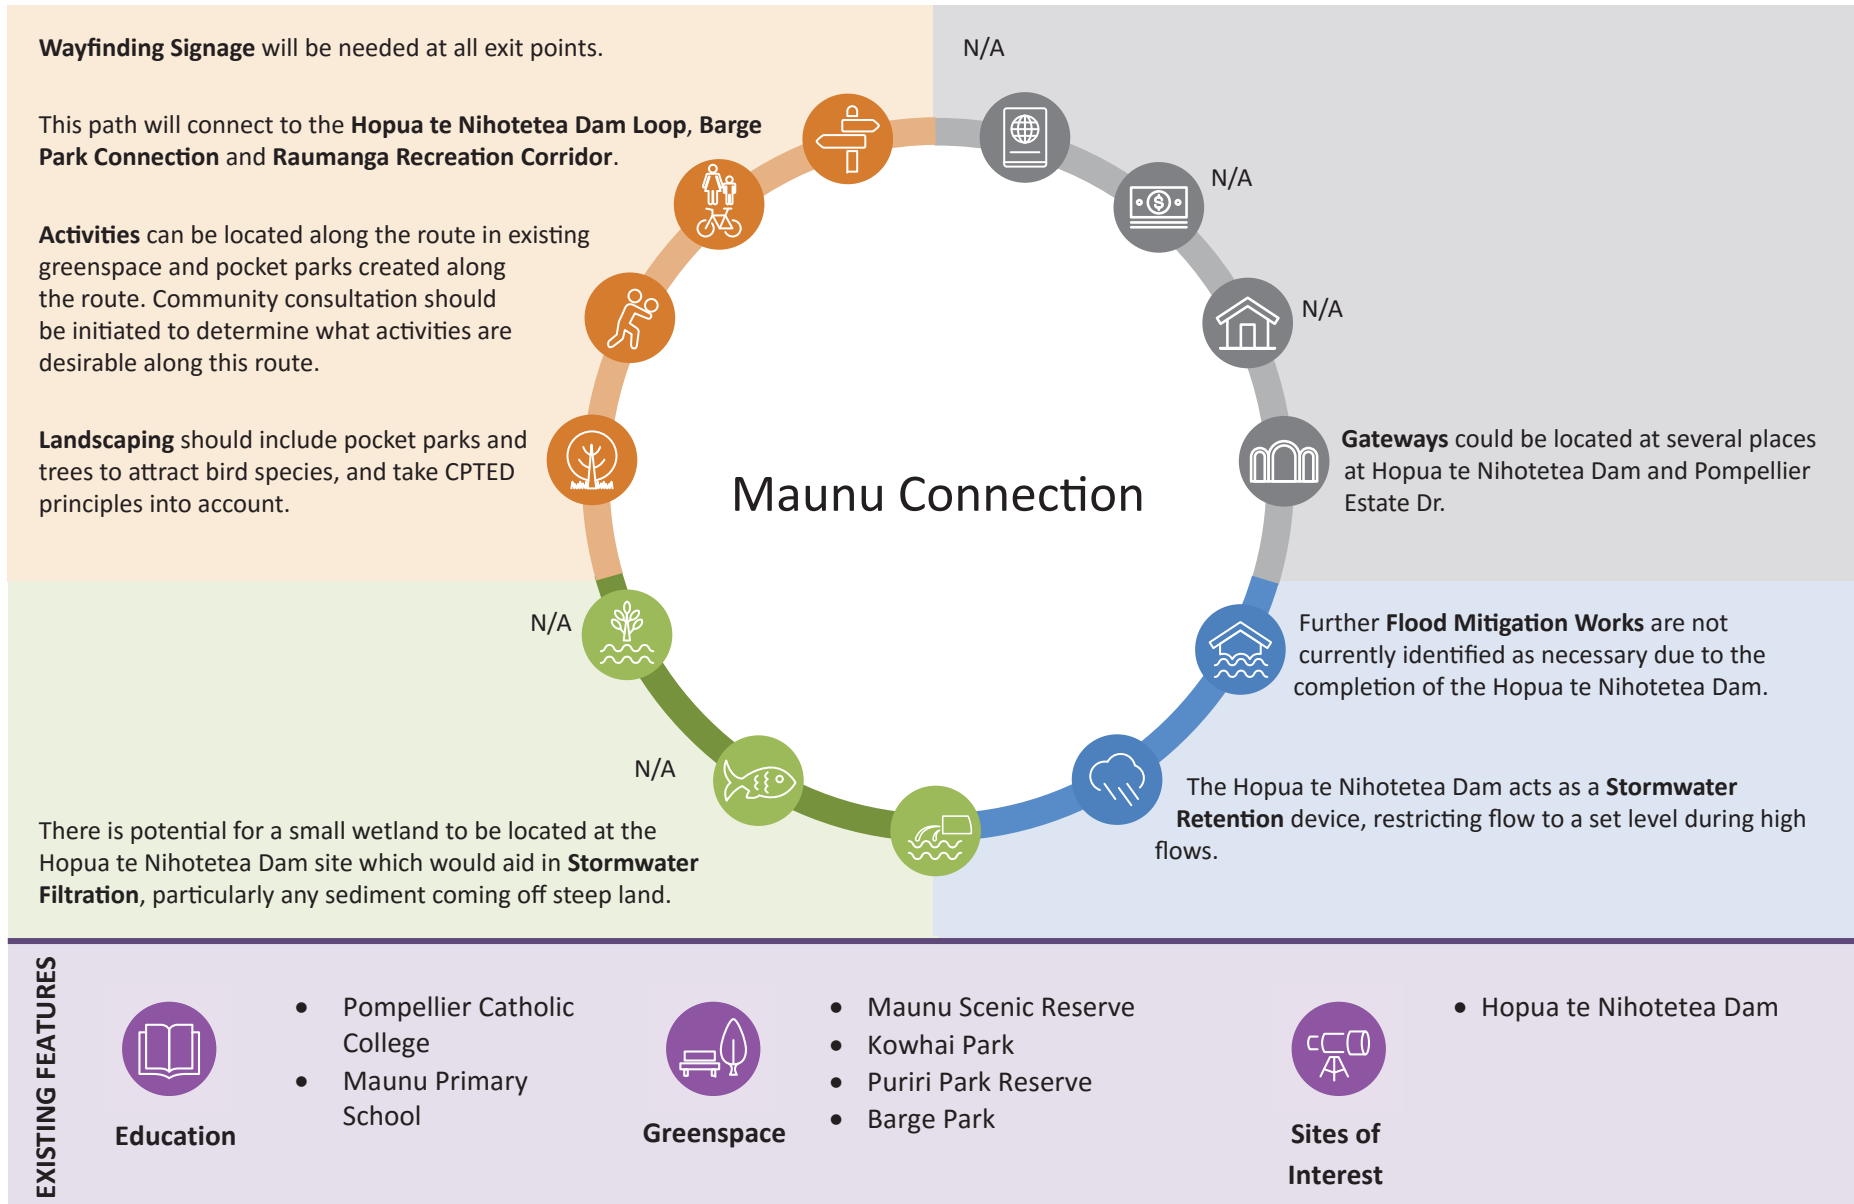 Wayfinding Signage will be needed at all exit points.
This path will connect to the Hopua te Nihotetea Dam Loop, Barge
Park Connection and Raumanga Recreation Corridor.
Activities can be located along the route in existing
greenspace and pocket parks created along
the route. Community consultation should
be initiated to determine what activities are
desirable along this route.
Landscaping should include pocket parks and
trees to attract bird species, and take CPTED
principles into account.
N/A
N/A
N/A
Gateways could be located at several places
at Hopua te Nihotetea Dam and Pompellier
Estate Dr.
Maunu Connection
N/A
N/A
There is potential for a small wetland to be located at the
Hopua te Nihotetea Dam site which would aid in Stormwater
Filtration, particularly any sediment coming off steep land.
Further Flood Mitigation Works are not
currently identified as necessary due to the
completion of the Hopua te Nihotetea Dam.
The Hopua te Nihotetea Dam acts as a Stormwater
Retention device, restricting flow to a set level during high
flows.
EXISTING FEATURES
Education
• Pompellier Catholic
College
• Maunu Primary
School
Greenspace
• Maunu Scenic Reserve
• Kowhai Park
• Puriri Park Reserve
• Barge Park
Sites of
Interest
• Hopua te Nihotetea Dam